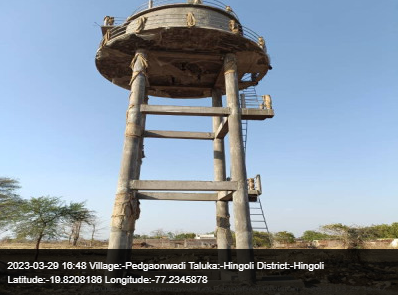 2023-03-29 16:48 Village:-Pedgaonwadi Taluka:-Hingoli District:-Hingoli
Latitude:-19.8208186 Longitude:-77.2345878